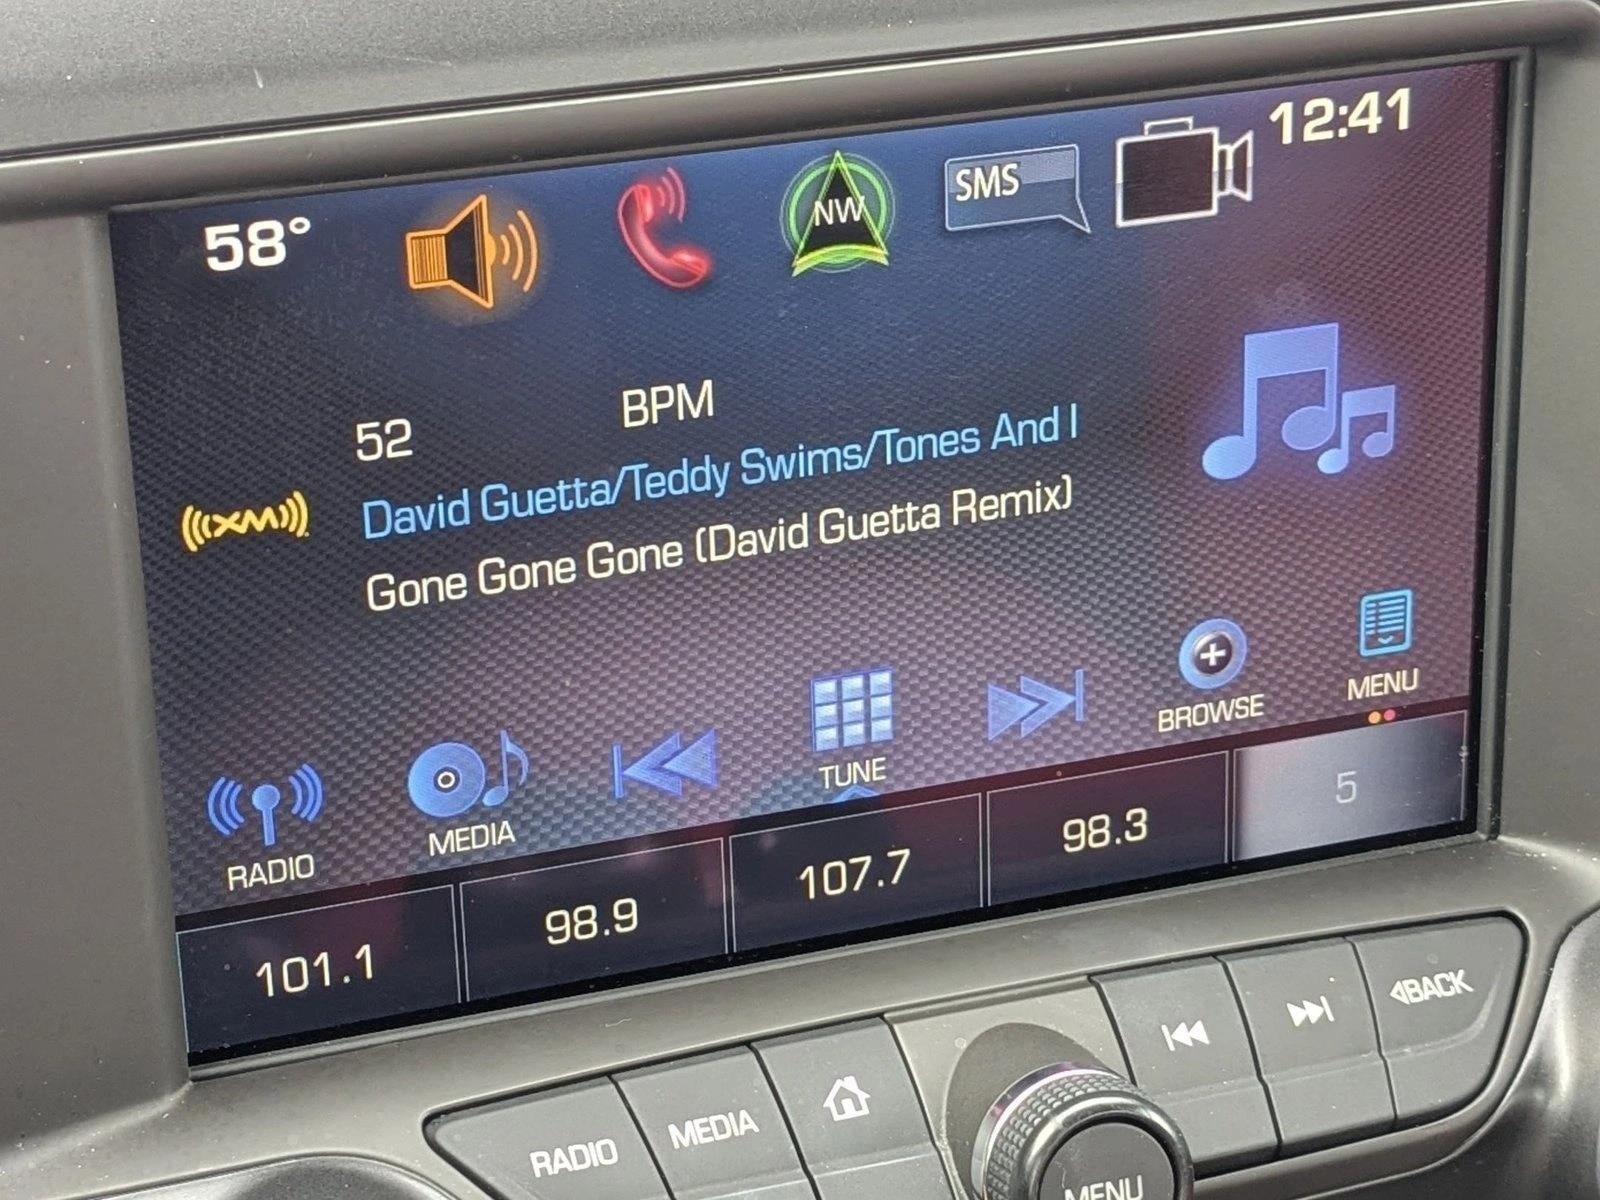 58° NW SMS 12:41
52 BPM
XM
David Guetta/Teddy Swims/Tones And I
Gone Gone Gone (David Guetta Remix)
RADIO MEDIA TUNE BROWSE MENU
101.1 98.9 107.7 98.3 5
RADIO MEDIA MENU BACK